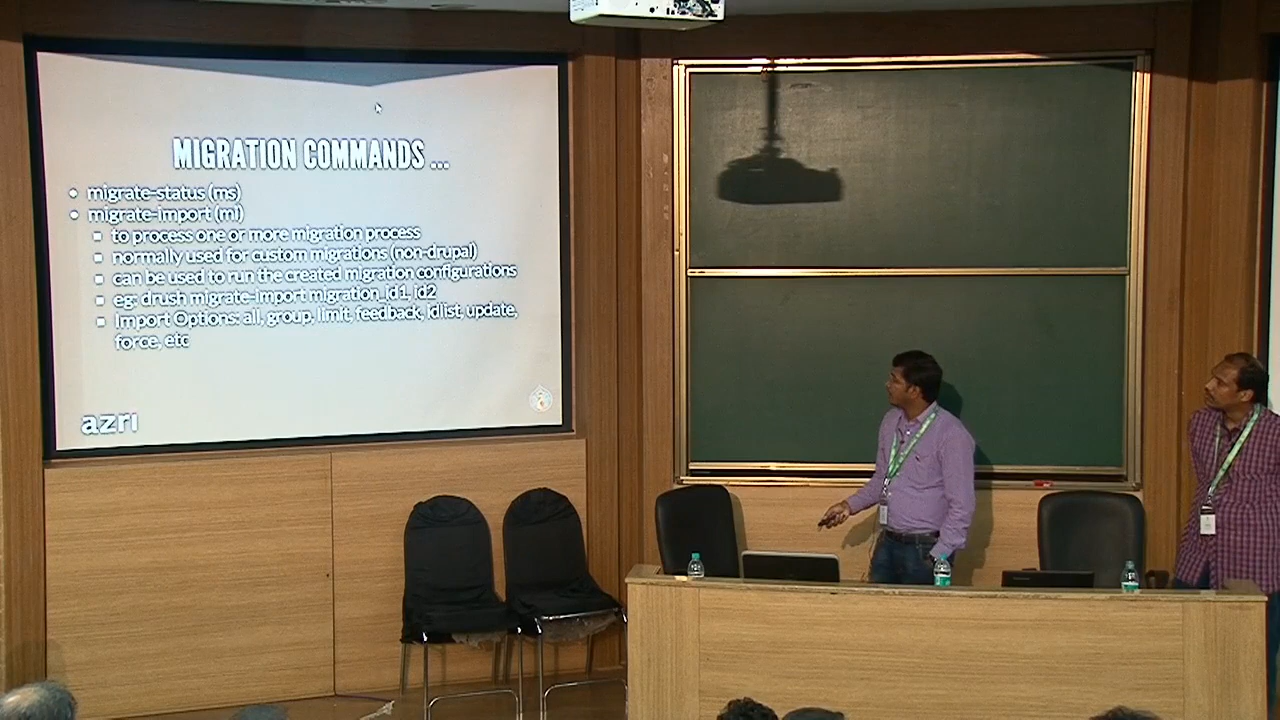 MIGRATION COMMANDS ...
migrate-status (ms)
migrate-import (mi)
to process one or more migration process
normally used for custom migrations (non-drupal)
can be used to run the created migration configurations
eg: drush migrate-import migration_id1, id2
Import Options: all, group, limit, feedback, idlist, update,
force, etc
azri